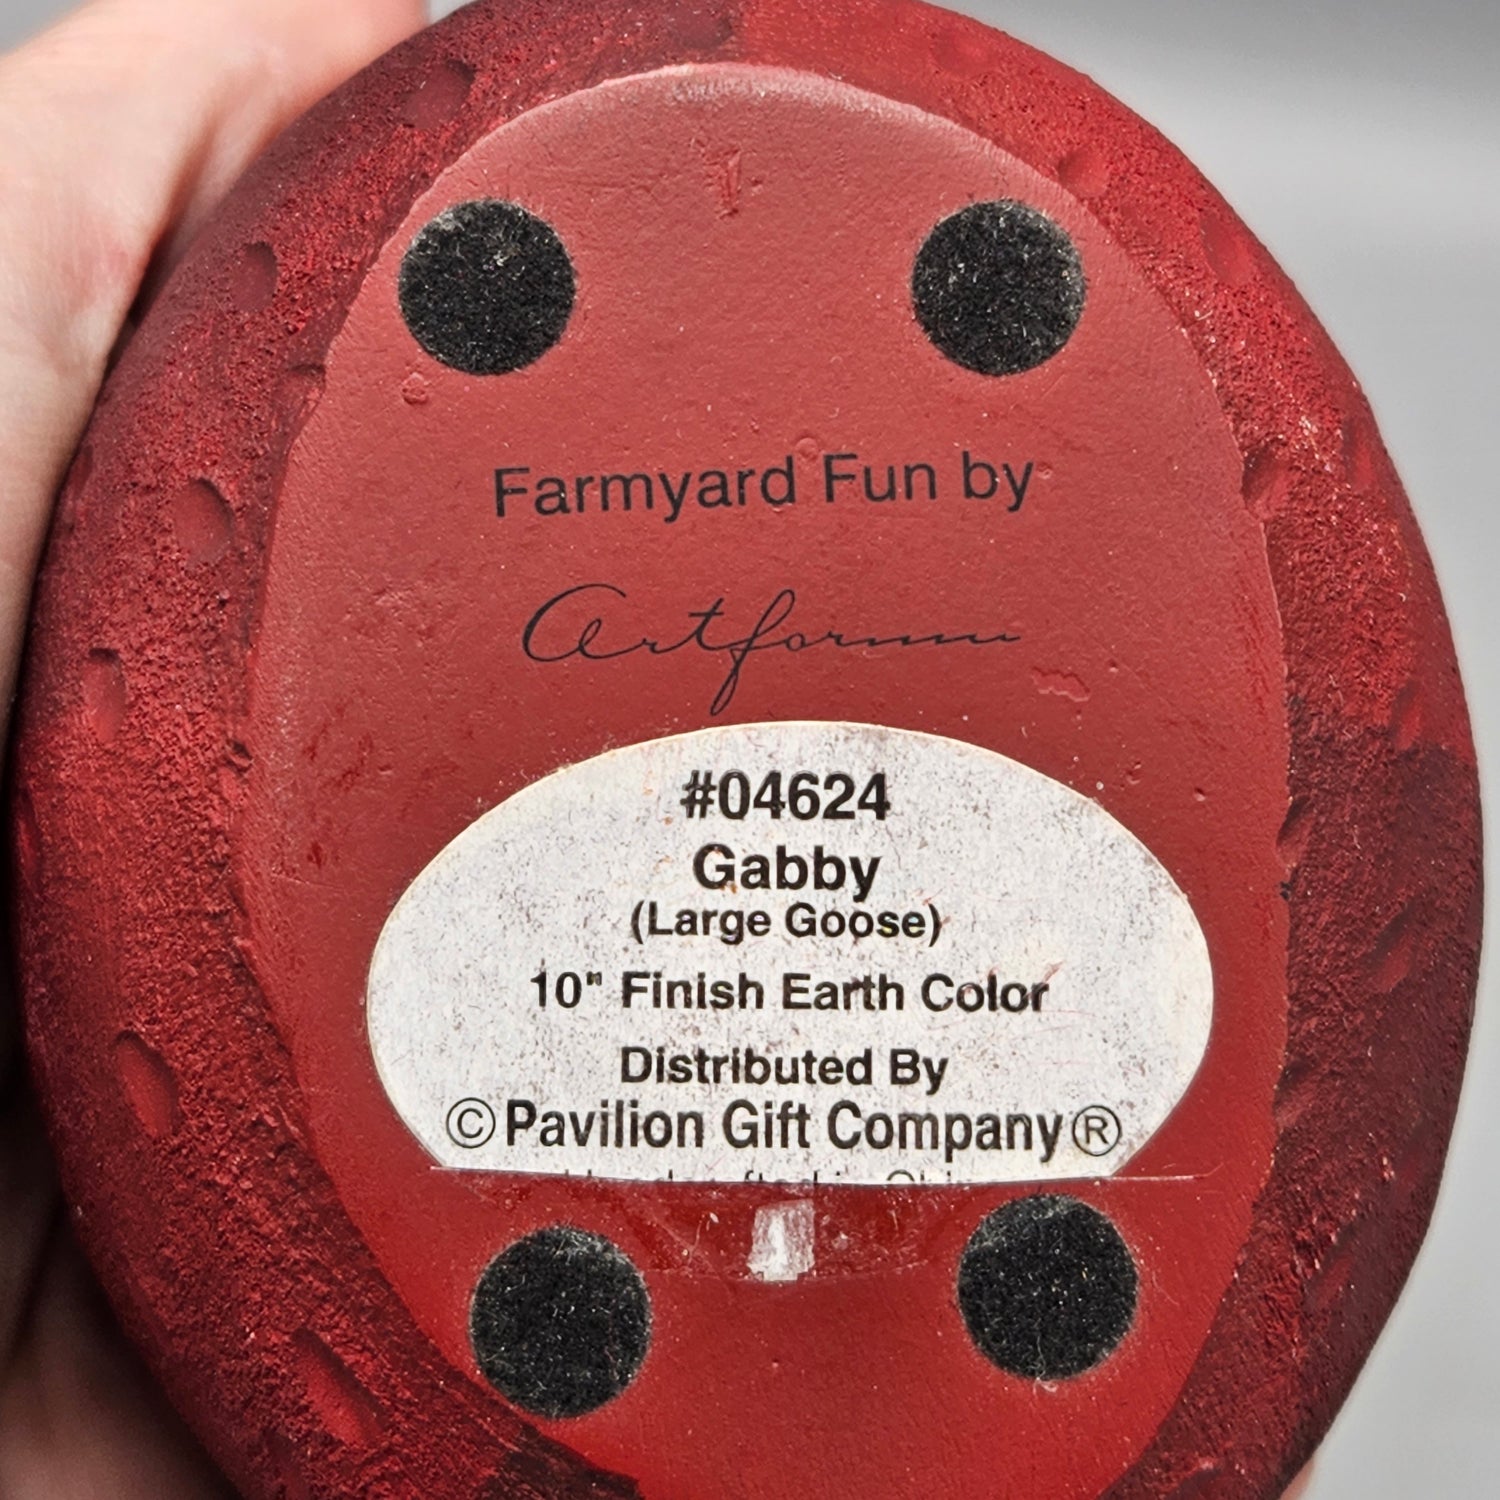 Farmyard Fun by
Artforum
#04624
Gabby
(Large Goose)
10" Finish Earth Color
Distributed By
©Pavilion Gift Company®